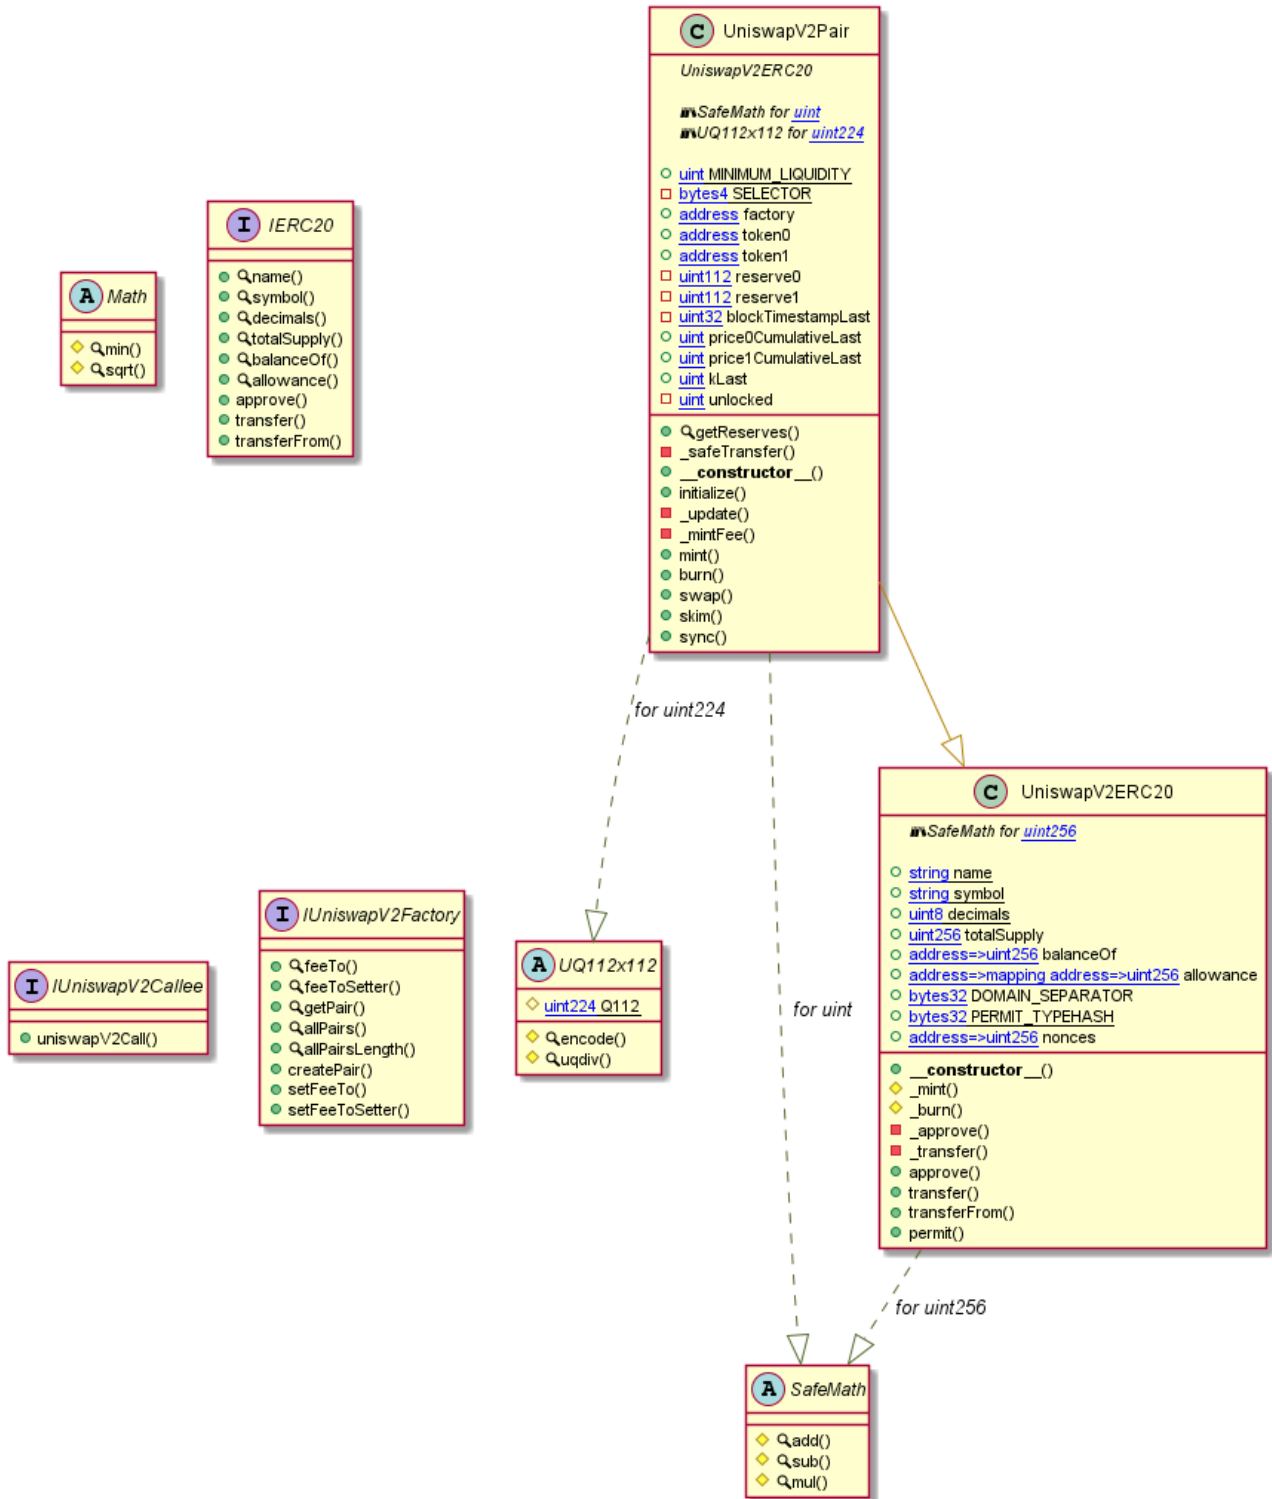 C UniswapV2Pair
UniswapV2ERC20
SafeMath for uint
UQ112x112 for uint224
uint MINIMUM_LIQUIDITY
bytes4 SELECTOR
address factory
address token0
address token1
uint112 reserve0
uint112 reserve1
uint32 blockTimestampLast
uint price0CumulativeLast
uint price1CumulativeLast
uint kLast
uint unlocked
getReserves()
_safeTransfer()
__constructor__()
initialize()
_update()
_mintFee()
mint()
burn()
swap()
skim()
sync()
I IERC20
name()
symbol()
decimals()
totalSupply()
balanceOf()
allowance()
approve()
transfer()
transferFrom()
A Math
min()
sqrt()
for uint224
for uint
C UniswapV2ERC20
SafeMath for uint256
string name
string symbol
uint8 decimals
uint256 totalSupply
address=>uint256 balanceOf
address=>mapping address=>uint256 allowance
bytes32 DOMAIN_SEPARATOR
bytes32 PERMIT_TYPEHASH
address=>uint256 nonces
__constructor__()
_mint()
_burn()
_approve()
_transfer()
approve()
transfer()
transferFrom()
permit()
I IUniswapV2Factory
feeTo()
feeToSetter()
getPair()
allPairs()
allPairsLength()
createPair()
setFeeTo()
setFeeToSetter()
A UQ112x112
uint224 Q112
encode()
uqdiv()
I IUniswapV2Callee
uniswapV2Call()
for uint256
A SafeMath
add()
sub()
mul()